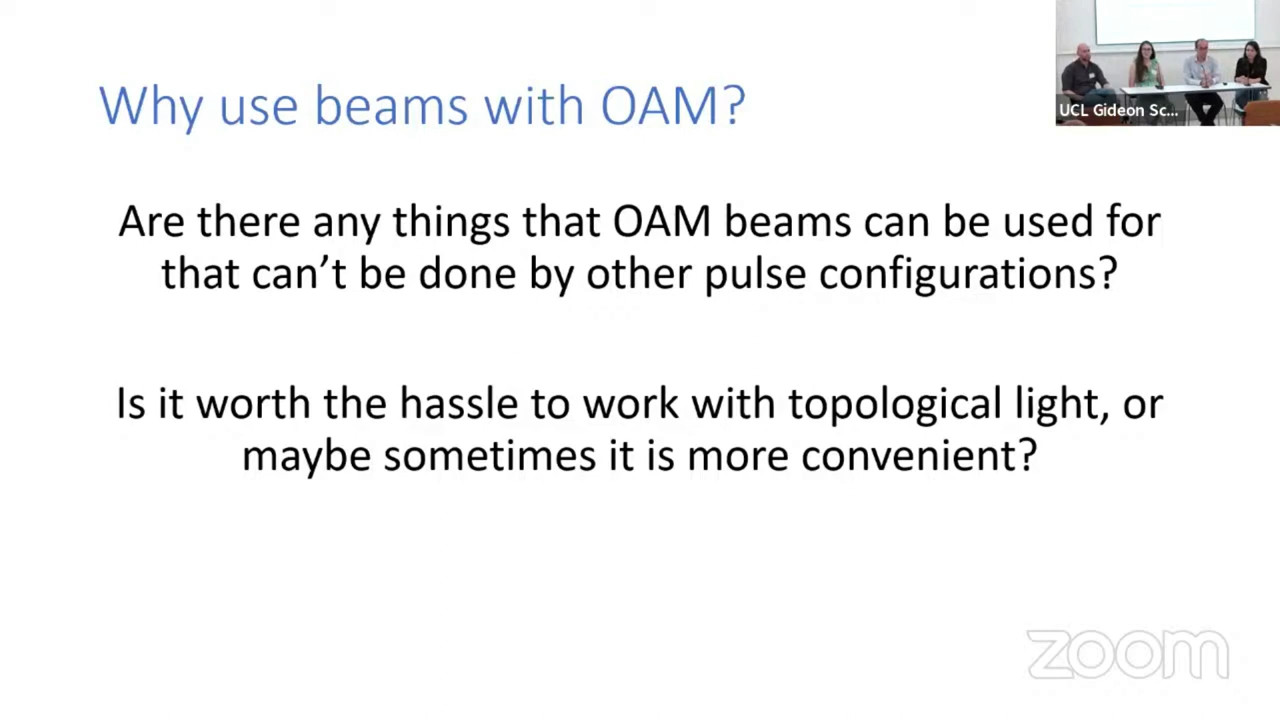 Why use beams with OAM?
UCL Gideon Sc...
Are there any things that OAM beams can be used for
that can’t be done by other pulse configurations?
Is it worth the hassle to work with topological light, or
maybe sometimes it is more convenient?
zoom